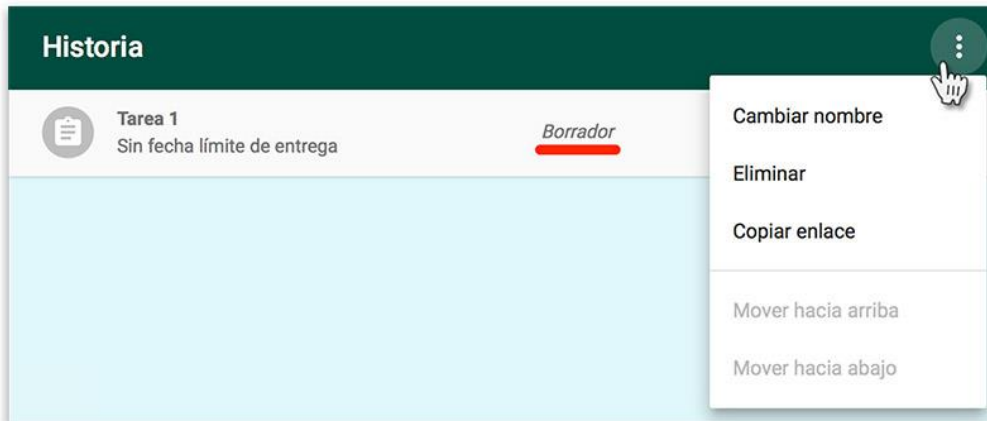 Historia
Tarea 1
Sin fecha límite de entrega
Borrador
Cambiar nombre
Eliminar
Copiar enlace
Mover hacia arriba
Mover hacia abajo